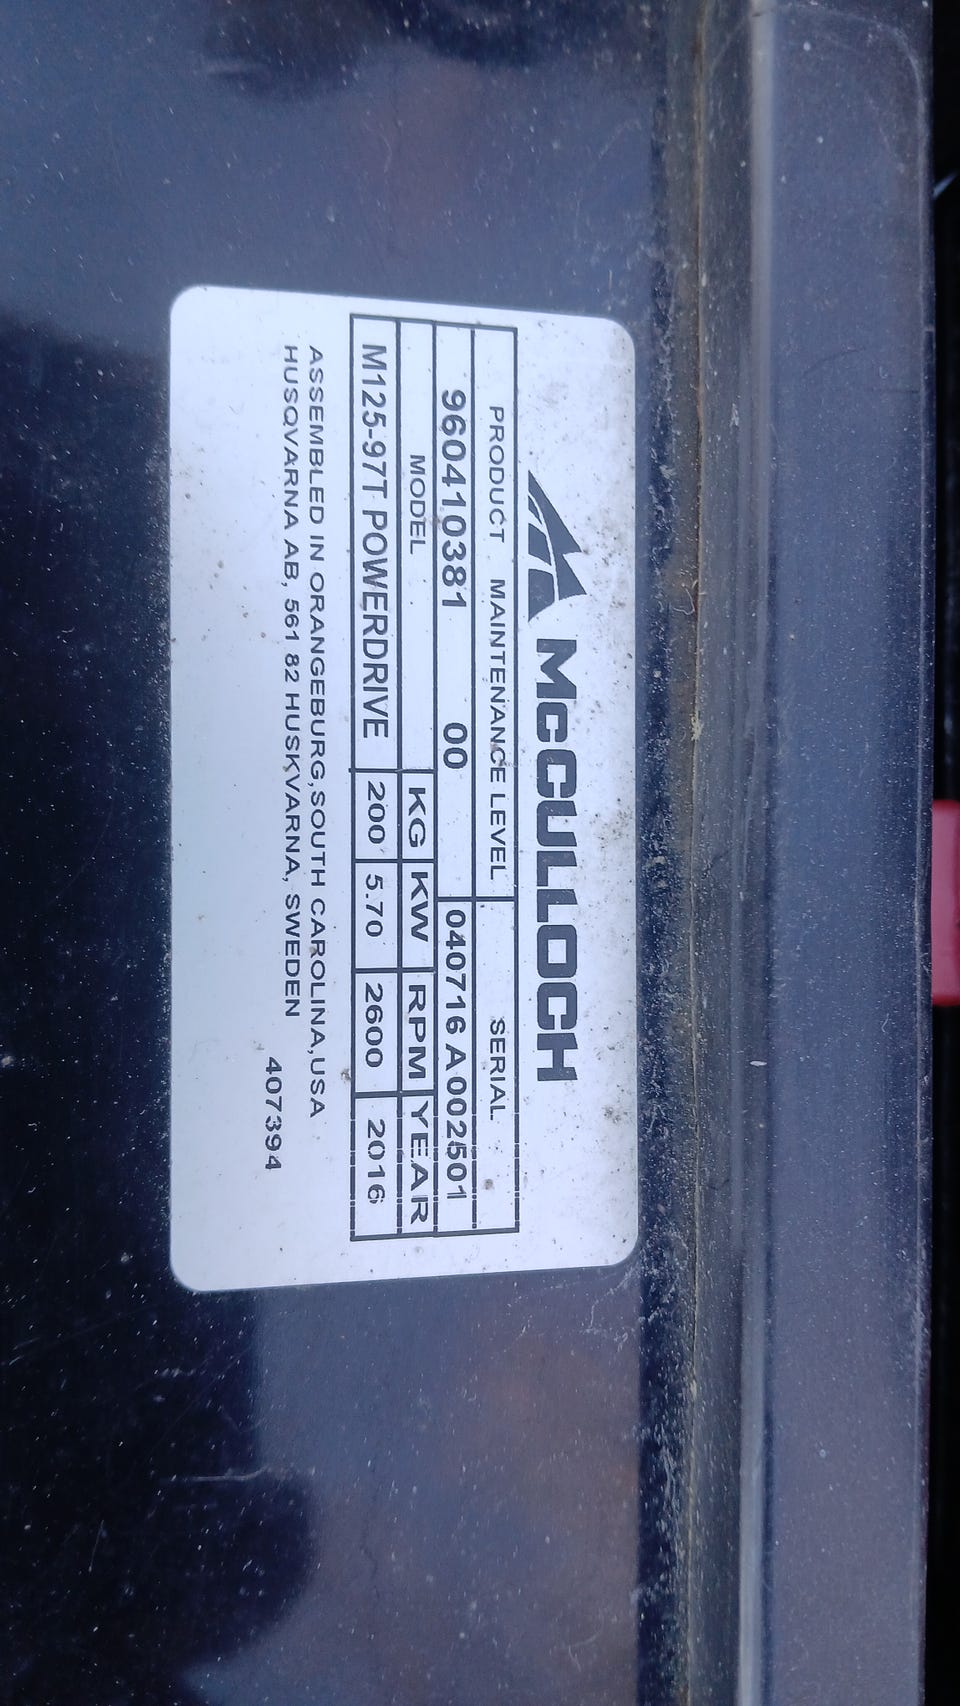 McCULLOCH
PRODUCT MAINTENANCE LEVEL SERIAL
960410381 00 040716 A 002501
MODEL KG KW RPM YEAR
M125-97T POWERDRIVE 200 5.70 2600 2016
ASSEMBLED IN ORANGEBURG,SOUTH CAROLINA,USA
HUSQVARNA AB, 561 82 HUSKVARNA, SWEDEN
407394